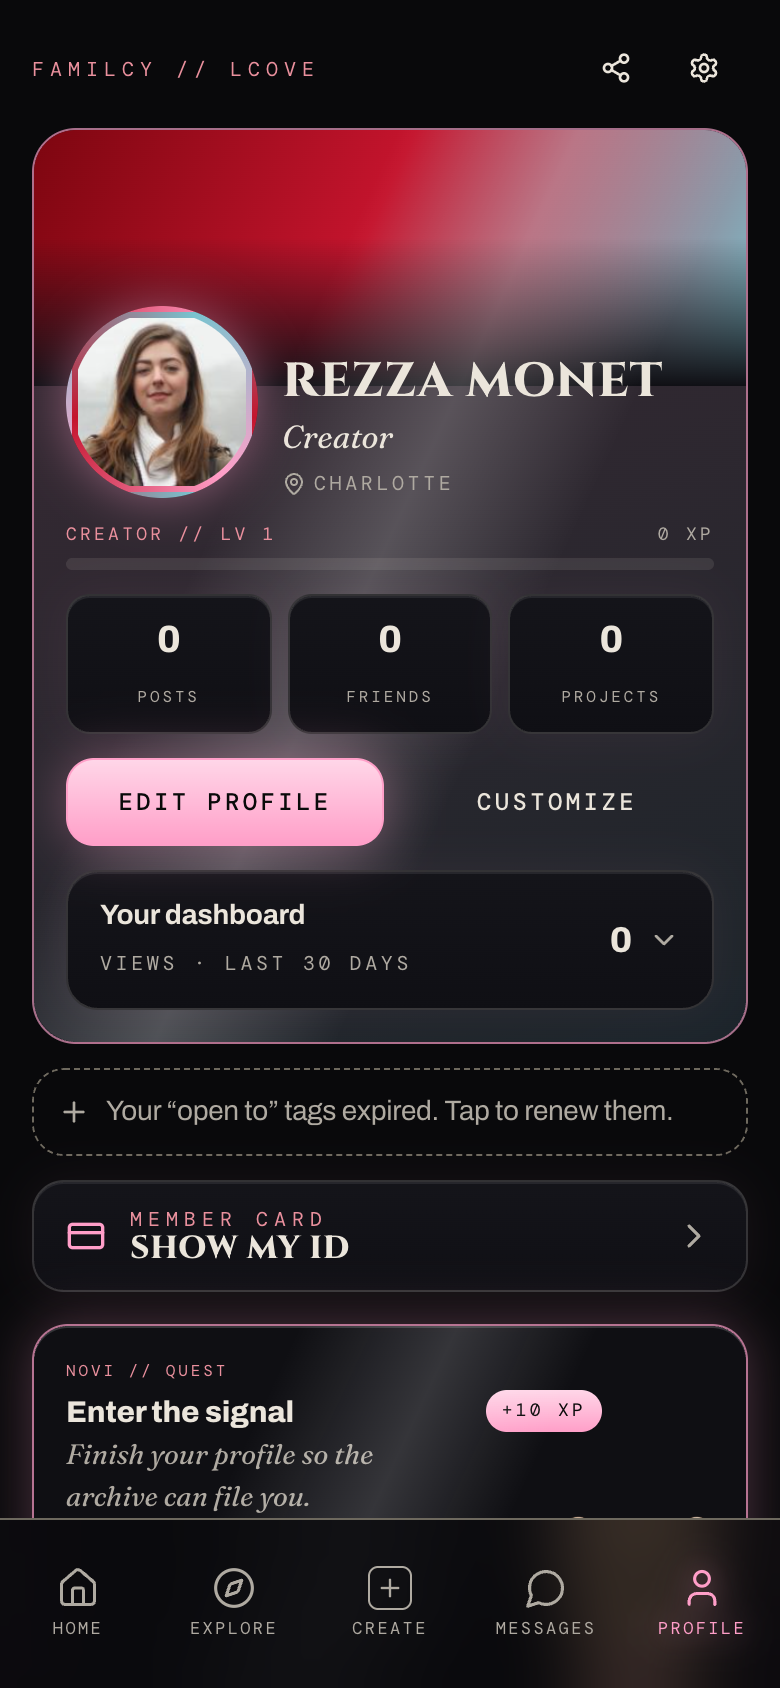 FAMILCY // LCOVE
REZZA MONET
Creator
CHARLOTTE
CREATOR // LV 1
0 XP
0
0
0
POSTS
FRIENDS
PROJECTS
EDIT PROFILE
CUSTOMIZE
Your dashboard
0
VIEWS · LAST 30 DAYS
Your “open to” tags expired. Tap to renew them.
MEMBER CARD
SHOW MY ID
NOVI // QUEST
Enter the signal
+10 XP
Finish your profile so the
archive can file you.
HOME
EXPLORE
CREATE
MESSAGES
PROFILE